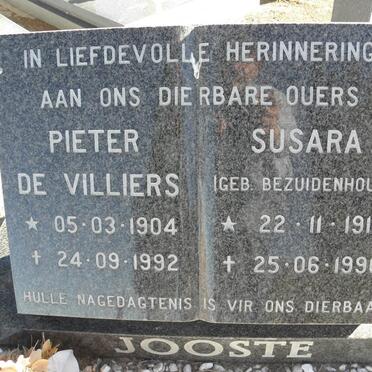 IN LIEFDEVOLLE HERINNERING
AAN ONS DIERBARE OUERS
PIETER SUSARA
DE VILLIERS (GEB. BEZUIDENHOU
★ 05·03·1904 ★ 22·11·191
✝ 24·09·1992 ✝ 25·06·199
HULLE NAGEDAGTENIS IS VIR ONS DIERBAA
JOOSTE